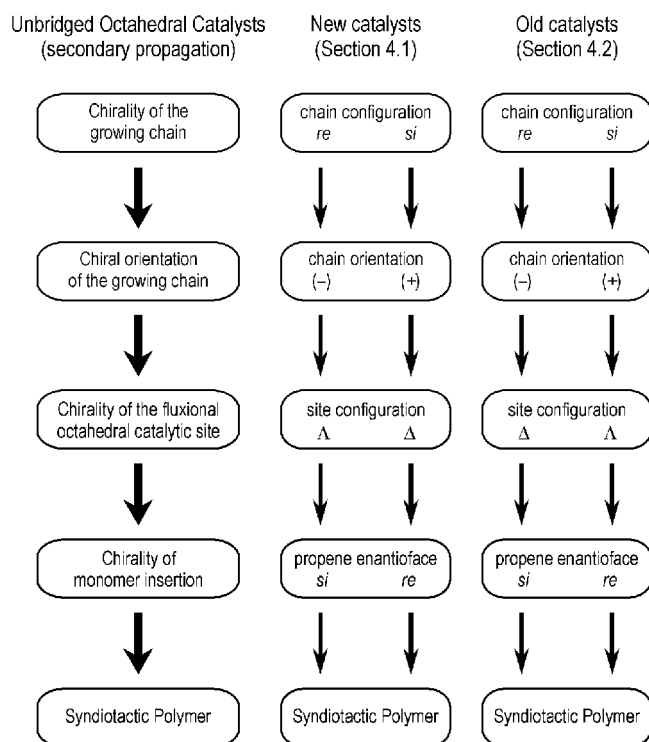 Unbridged Octahedral Catalysts
(secondary propagation)
New catalysts
(Section 4.1)
Old catalysts
(Section 4.2)
Chirality of the
growing chain
chain configuration
re si
chain configuration
re si
Chiral orientation
of the growing chain
chain orientation
(–) (+)
chain orientation
(–) (+)
Chirality of the fluxional
octahedral catalytic site
site configuration
Λ Δ
site configuration
Δ Λ
Chirality of
monomer insertion
propene enantioface
si re
propene enantioface
si re
Syndiotactic Polymer
Syndiotactic Polymer
Syndiotactic Polymer